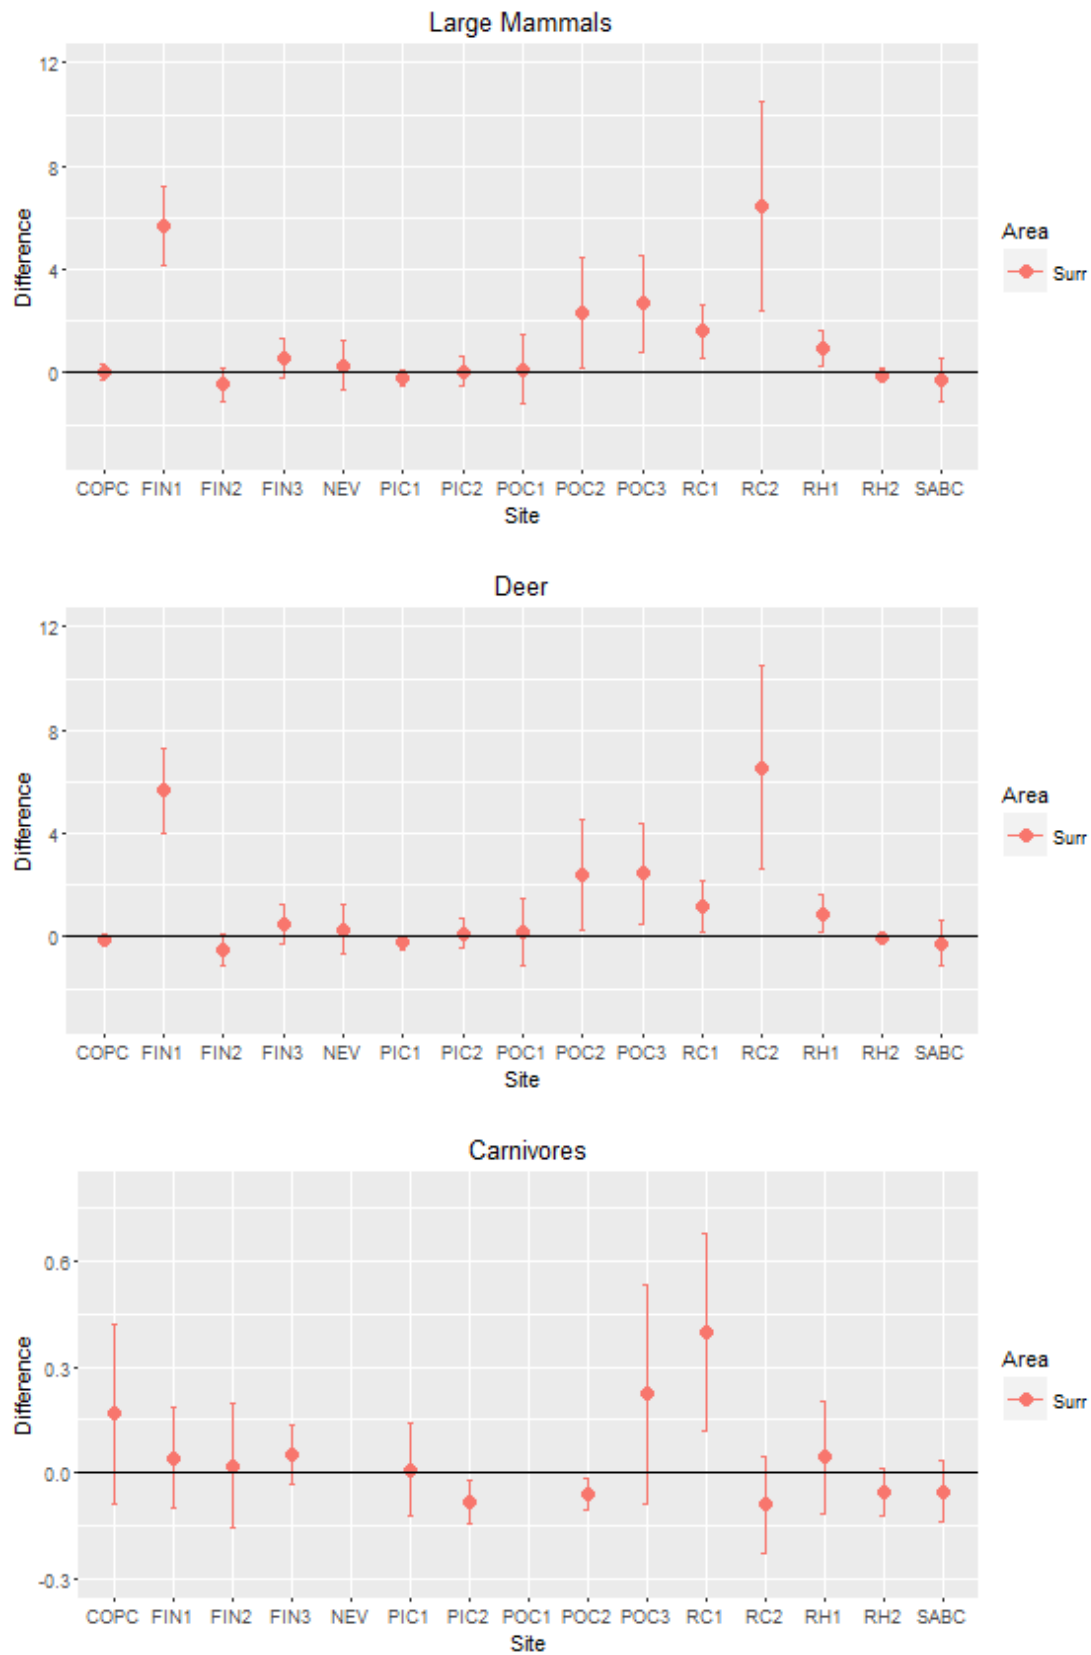 Large Mammals
12
8
4
0
Difference
COPC FIN1 FIN2 FIN3 NEV PIC1 PIC2 POC1 POC2 POC3 RC1 RC2 RH1 RH2 SABC
Site
Area
Surr
Deer
12
8
4
0
Difference
COPC FIN1 FIN2 FIN3 NEV PIC1 PIC2 POC1 POC2 POC3 RC1 RC2 RH1 RH2 SABC
Site
Area
Surr
Carnivores
0.6
0.3
0.0
-0.3
Difference
COPC FIN1 FIN2 FIN3 NEV PIC1 PIC2 POC1 POC2 POC3 RC1 RC2 RH1 RH2 SABC
Site
Area
Surr